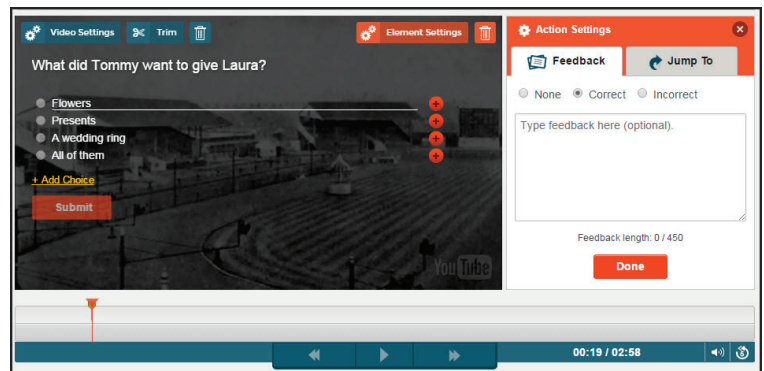 Video Settings
Trim
Element Settings
Action Settings
What did Tommy want to give Laura?
Flowers
Presents
A wedding ring
All of them
+ Add Choice
Submit
YouTube
Feedback
Jump To
None
Correct
Incorrect
Type feedback here (optional).
Feedback length: 0 / 450
Done
00:19 / 02:58
5